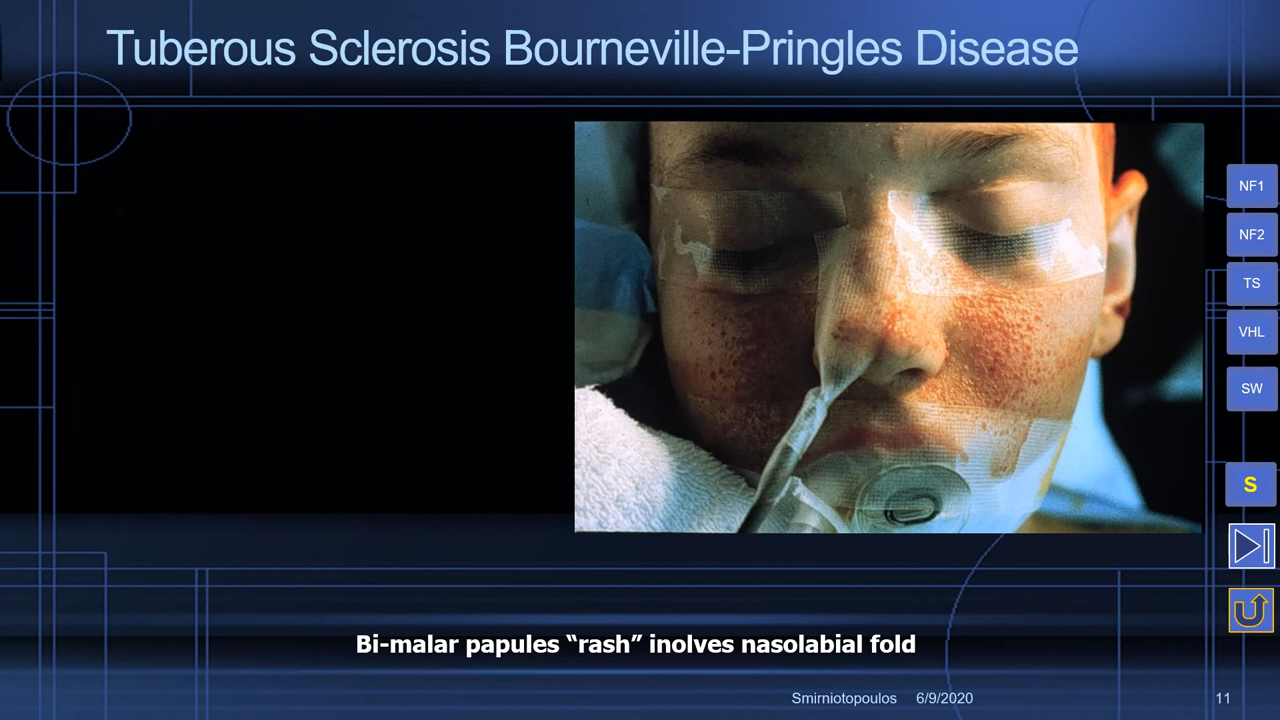 Tuberous Sclerosis Bourneville-Pringles Disease
NF1
NF2
TS
VHL
SW
S
Bi-malar papules “rash” inolves nasolabial fold
Smirniotopoulos 6/9/2020 11